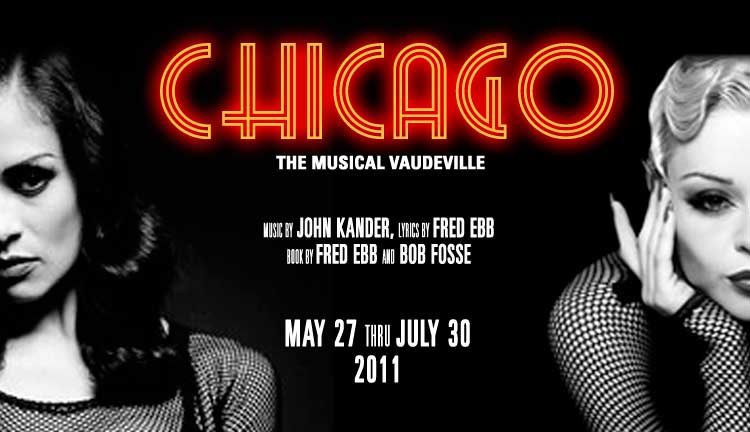 CHICAGO
THE MUSICAL VAUDEVILLE
MUSIC BY JOHN KANDER, LYRICS BY FRED EBB
BOOK BY FRED EBB AND BOB FOSSE
MAY 27 THRU JULY 30
2011